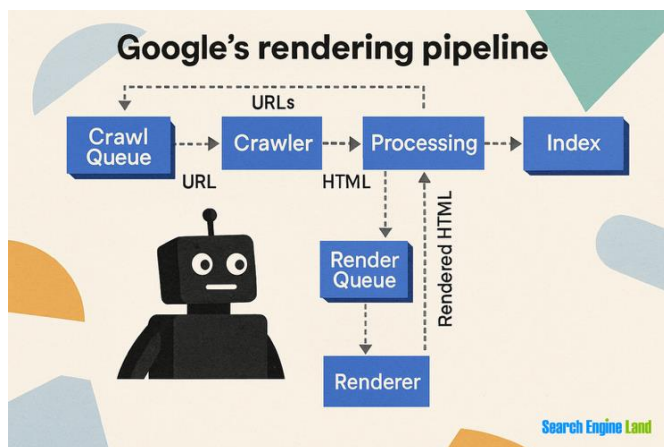 Google's rendering pipeline
URLs
Crawl
Queue
Crawler
Processing
Index
URL
HTML
Render
Queue
Rendered HTML
Renderer
Search Engine Land